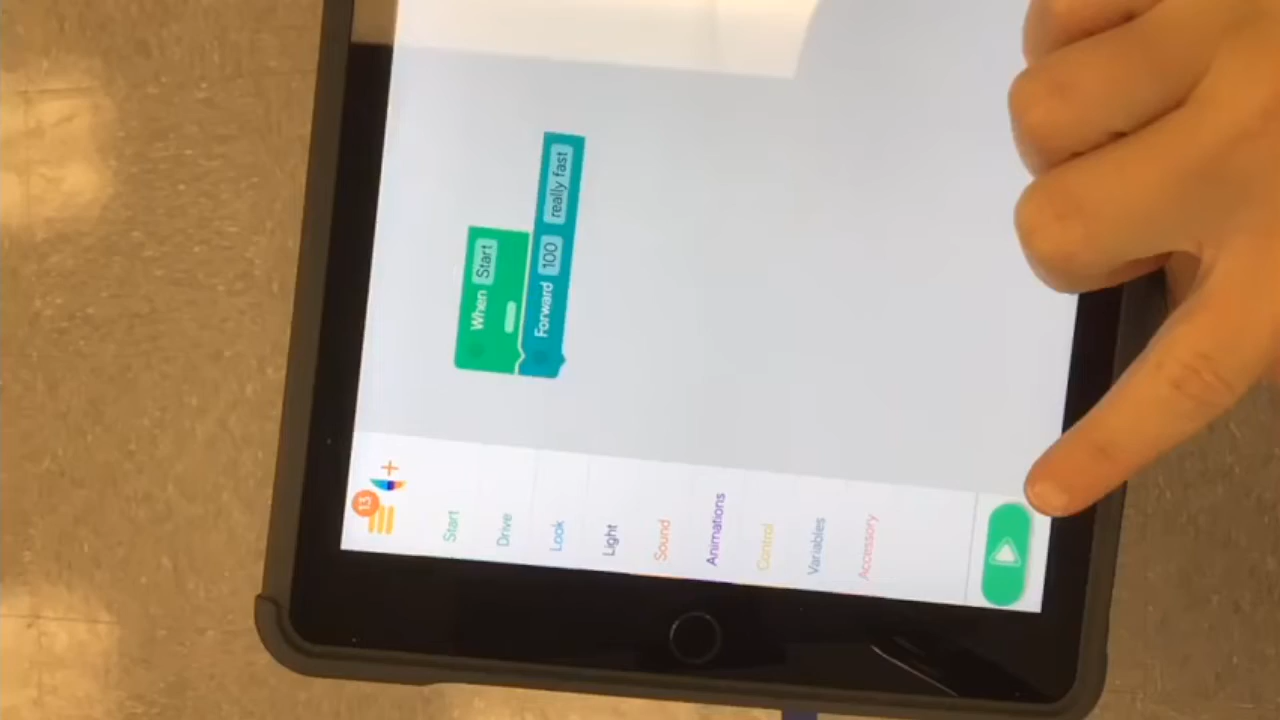 13
+
Start
Drive
Look
Light
Sound
Animations
Control
Variables
Accessory
When Start
Forward 100 really fast